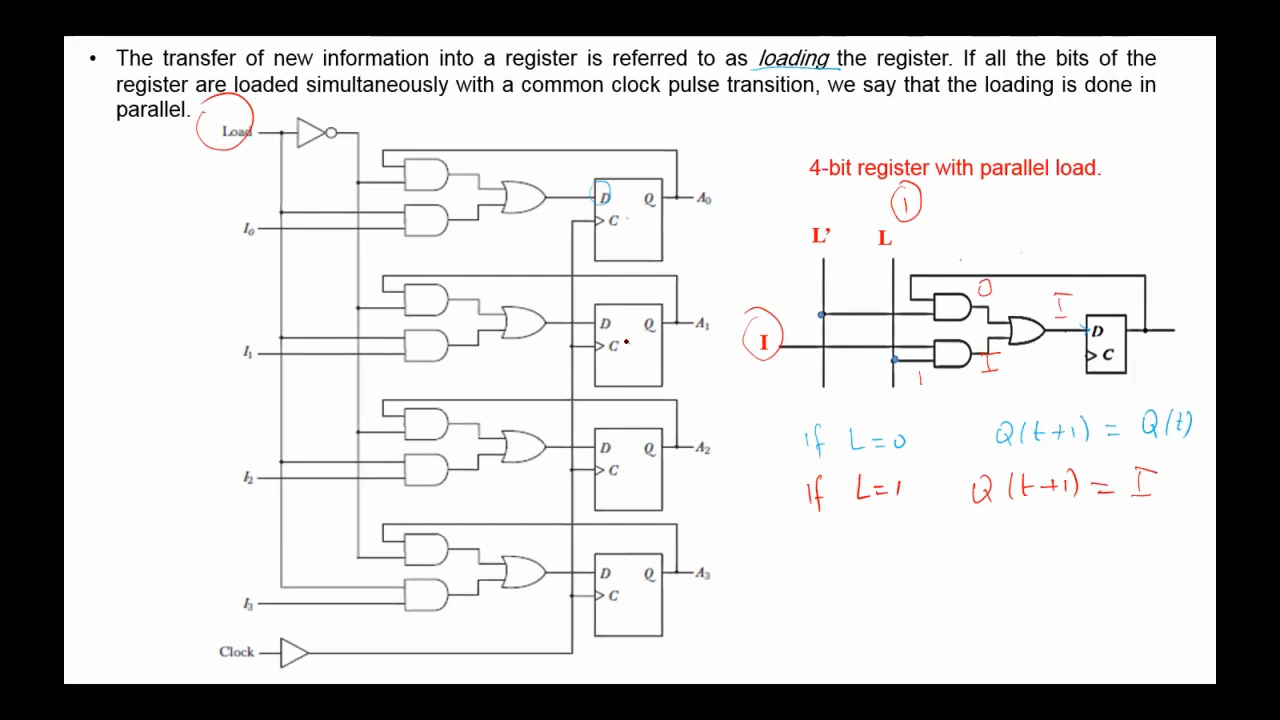 • The transfer of new information into a register is referred to as loading the register. If all the bits of the
register are loaded simultaneously with a common clock pulse transition, we say that the loading is done in
parallel.
Load
4-bit register with parallel load.
1
D Q A0
C
I0
L' L
0
I
D Q A1
C
I1
I
D
C
I
1
if L=0 Q(t+1) = Q(t)
D Q A2
C
I2
if L=1 Q(t+1) = I
D Q A3
C
I3
Clock